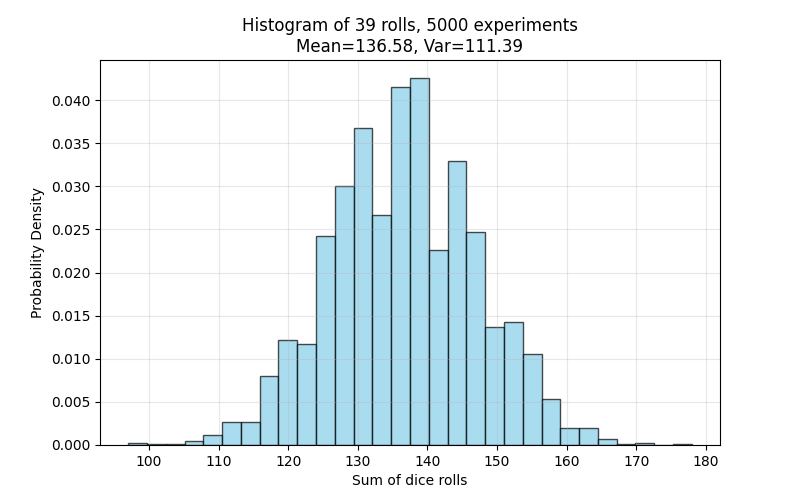 Histogram of 39 rolls, 5000 experiments
Mean=136.58, Var=111.39
0.040
0.035
0.030
0.025
0.020
0.015
0.010
0.005
0.000
Probability Density
100 110 120 130 140 150 160 170 180
Sum of dice rolls